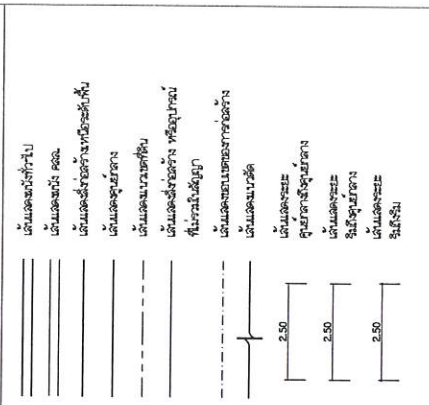 เส้นแสดงผนังทั่วไป
เส้นแสดงผนัง คสล.
เส้นแสดงสิ่งก่อสร้างเหนือระดับพื้น
เส้นแสดงศูนย์กลาง
เส้นแสดงแนวเขตที่ดิน
เส้นแสดงสิ่งก่อสร้าง หรืออุปกรณ์
ที่ไม่รวมในสัญญา
เส้นแสดงขอบเขตของการก่อสร้าง
เส้นแสดงแนวตัด
2.50
เส้นแสดงระยะ
ศูนย์กลางถึงศูนย์กลาง
2.50
เส้นแสดงระยะ
ริมถึงศูนย์กลาง
2.50
เส้นแสดงระยะ
ริมถึงริม